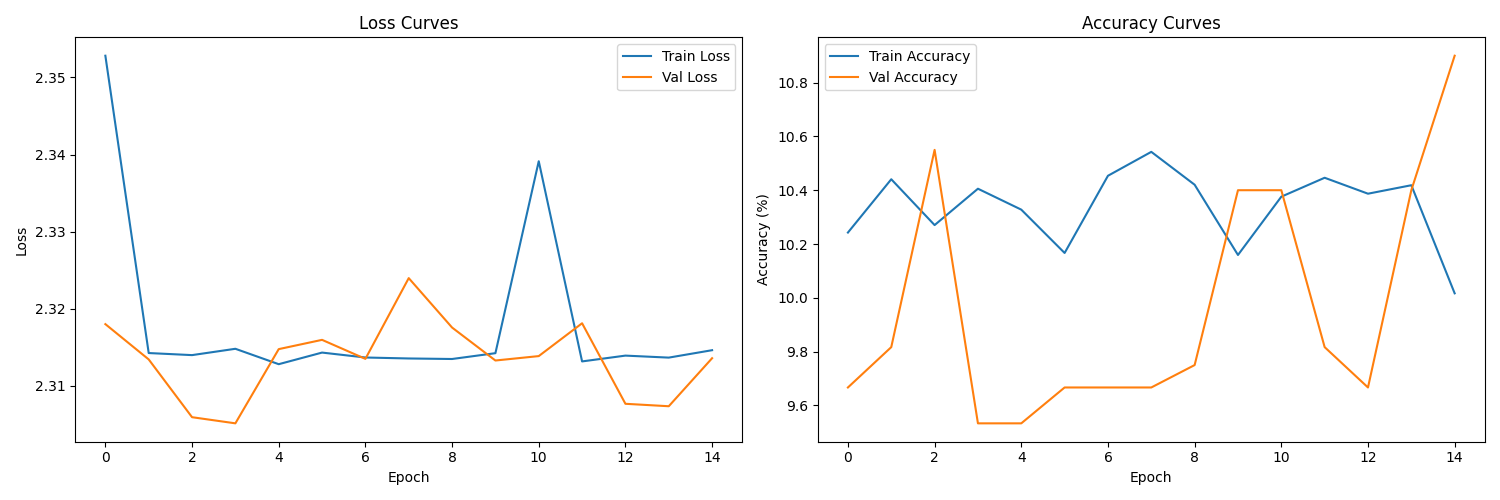 Loss Curves
Train Loss
Val Loss
2.35
2.34
2.33
2.32
2.31
Loss
0 2 4 6 8 10 12 14
Epoch
Accuracy Curves
Train Accuracy
Val Accuracy
10.8
10.6
10.4
10.2
10.0
9.8
9.6
Accuracy (%)
0 2 4 6 8 10 12 14
Epoch